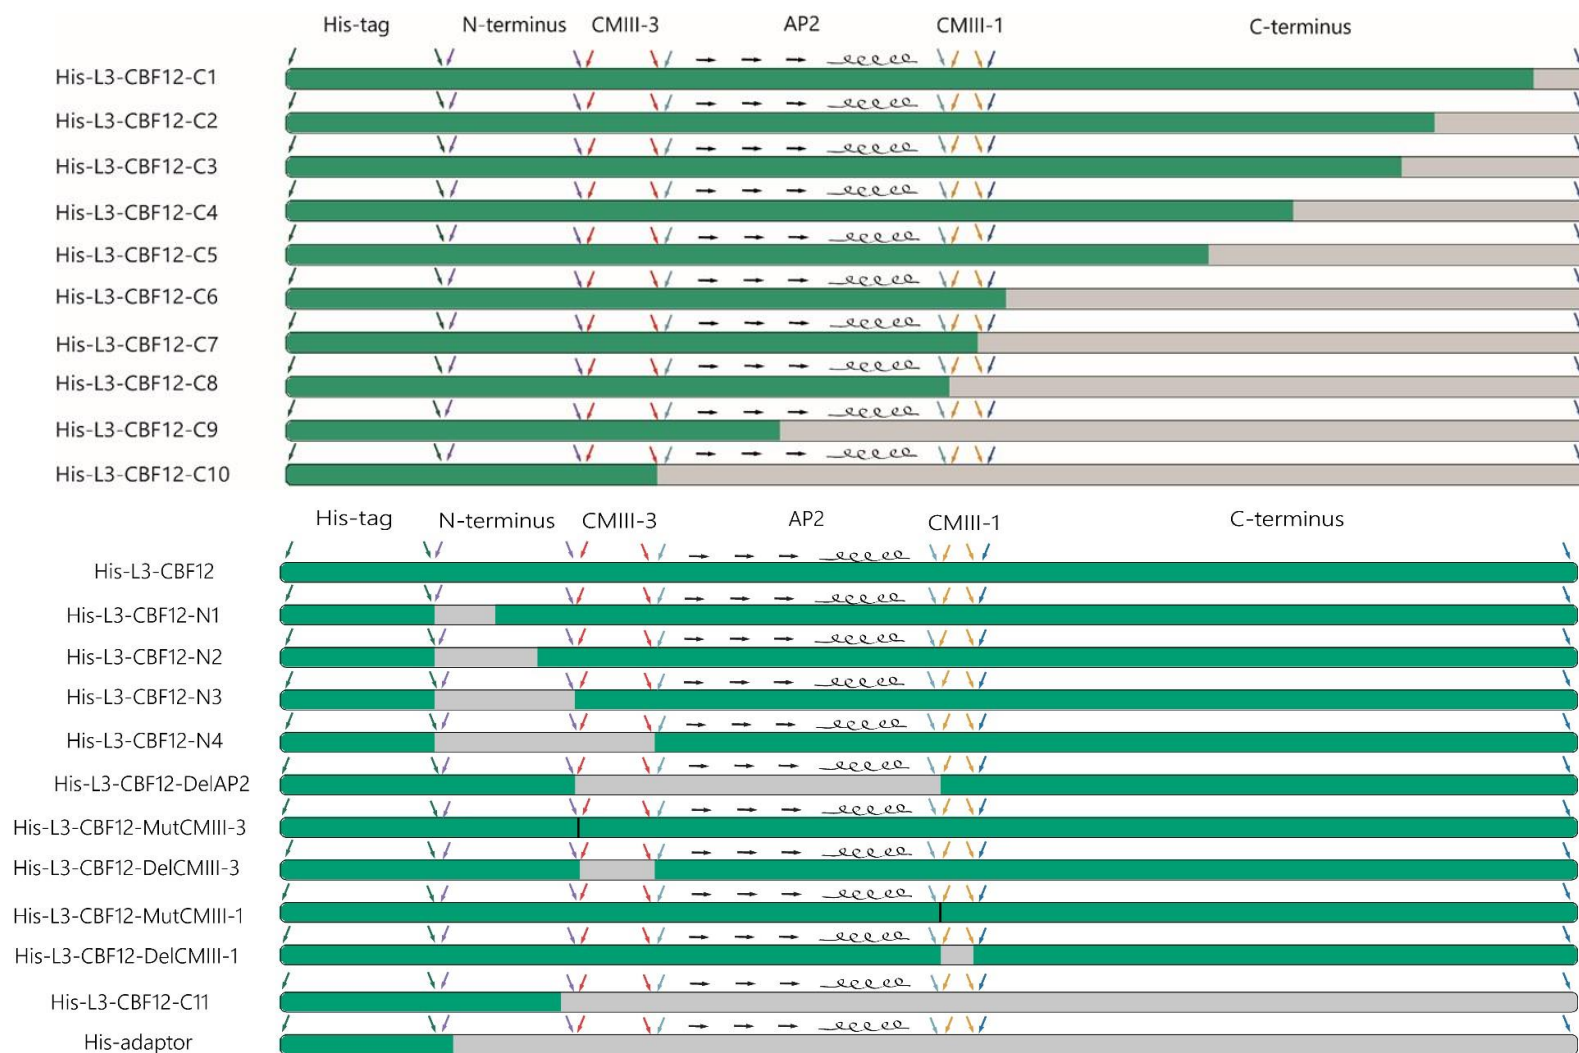 His-tag N-terminus CMIII-3 AP2 CMIII-1 C-terminus
His-L3-CBF12-C1
His-L3-CBF12-C2
His-L3-CBF12-C3
His-L3-CBF12-C4
His-L3-CBF12-C5
His-L3-CBF12-C6
His-L3-CBF12-C7
His-L3-CBF12-C8
His-L3-CBF12-C9
His-L3-CBF12-C10
His-tag N-terminus CMIII-3 AP2 CMIII-1 C-terminus
His-L3-CBF12
His-L3-CBF12-N1
His-L3-CBF12-N2
His-L3-CBF12-N3
His-L3-CBF12-N4
His-L3-CBF12-DelAP2
His-L3-CBF12-MutCMIII-3
His-L3-CBF12-DelCMIII-3
His-L3-CBF12-MutCMIII-1
His-L3-CBF12-DelCMIII-1
His-L3-CBF12-C11
His-adaptor